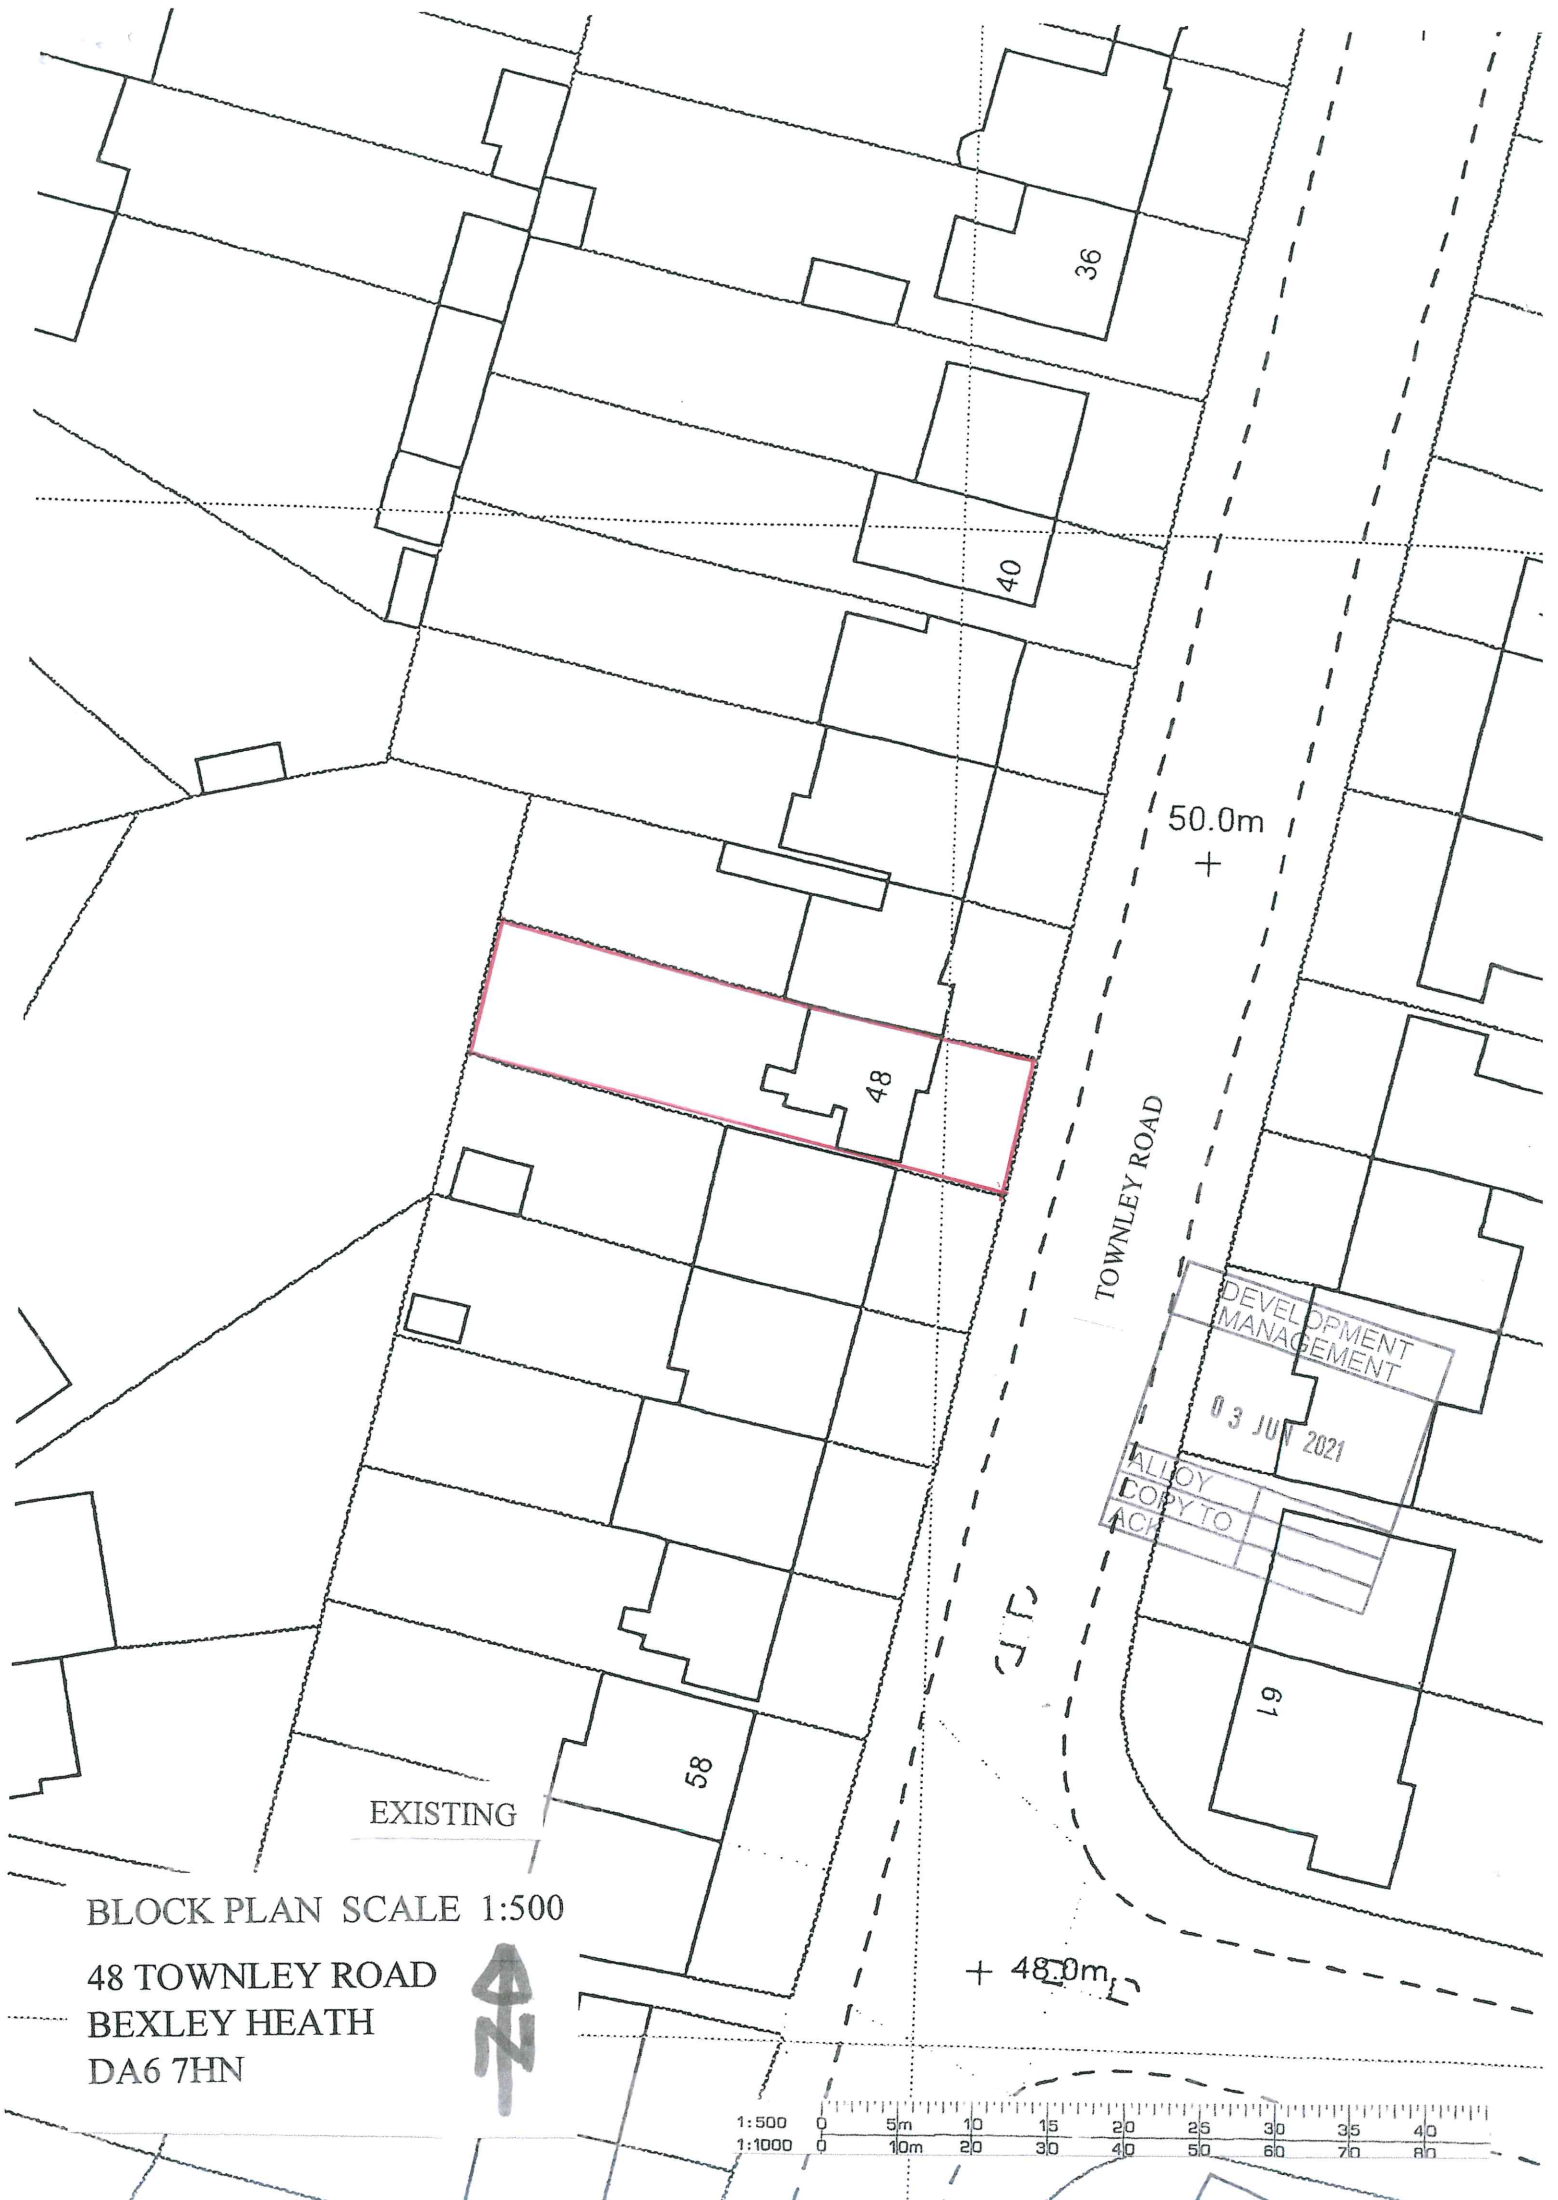 36
40
50.0m
48
TOWNLEY ROAD
DEVELOPMENT
MANAGEMENT
03 JUN 2021
ALLOY
COPY TO
ACK
61
58
EXISTING
BLOCK PLAN SCALE 1:500
48 TOWNLEY ROAD
BEXLEY HEATH
DA6 7HN
N
48.0m
1:500 0 5m 10 15 20 25 30 35 40
1:1000 0 10m 20 30 40 50 60 70 80